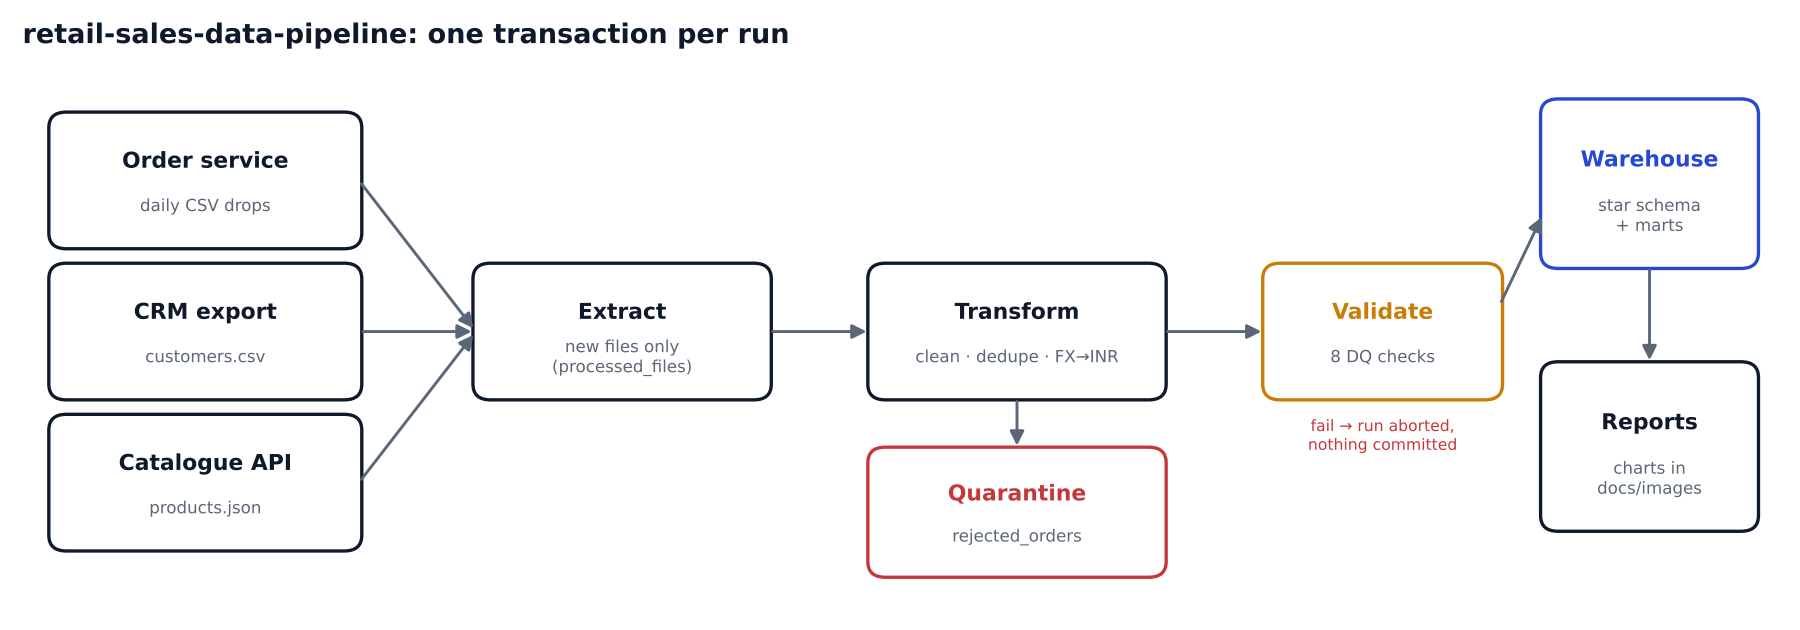 retail-sales-data-pipeline: one transaction per run
Order service
daily CSV drops
CRM export
customers.csv
Catalogue API
products.json
Extract
new files only
(processed_files)
Transform
clean · dedupe · FX→INR
Quarantine
rejected_orders
Validate
8 DQ checks
fail → run aborted,
nothing committed
Warehouse
star schema
+ marts
Reports
charts in
docs/images